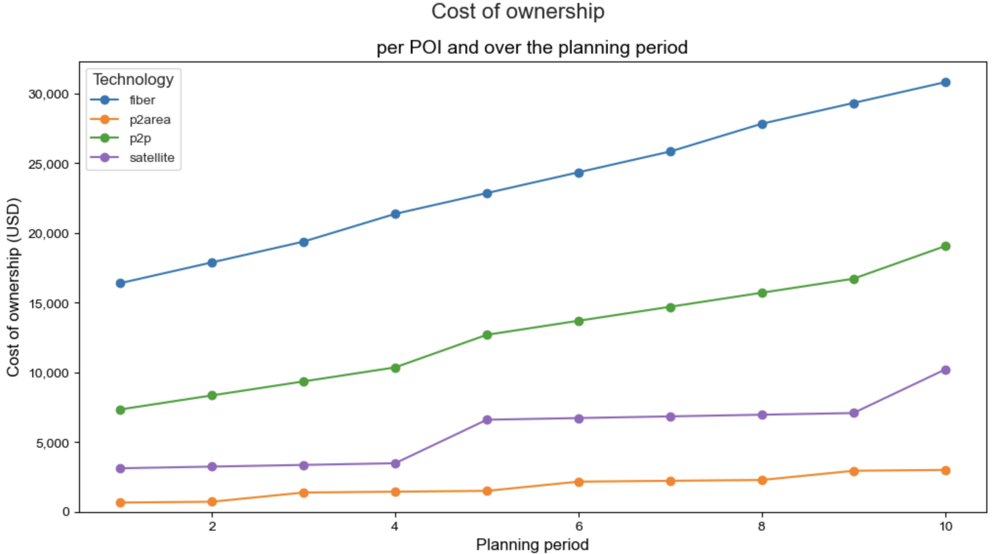 Cost of ownership
per POI and over the planning period
Technology
fiber
p2area
p2p
satellite
30,000
25,000
20,000
15,000
10,000
5,000
0
Cost of ownership (USD)
2
4
6
8
10
Planning period